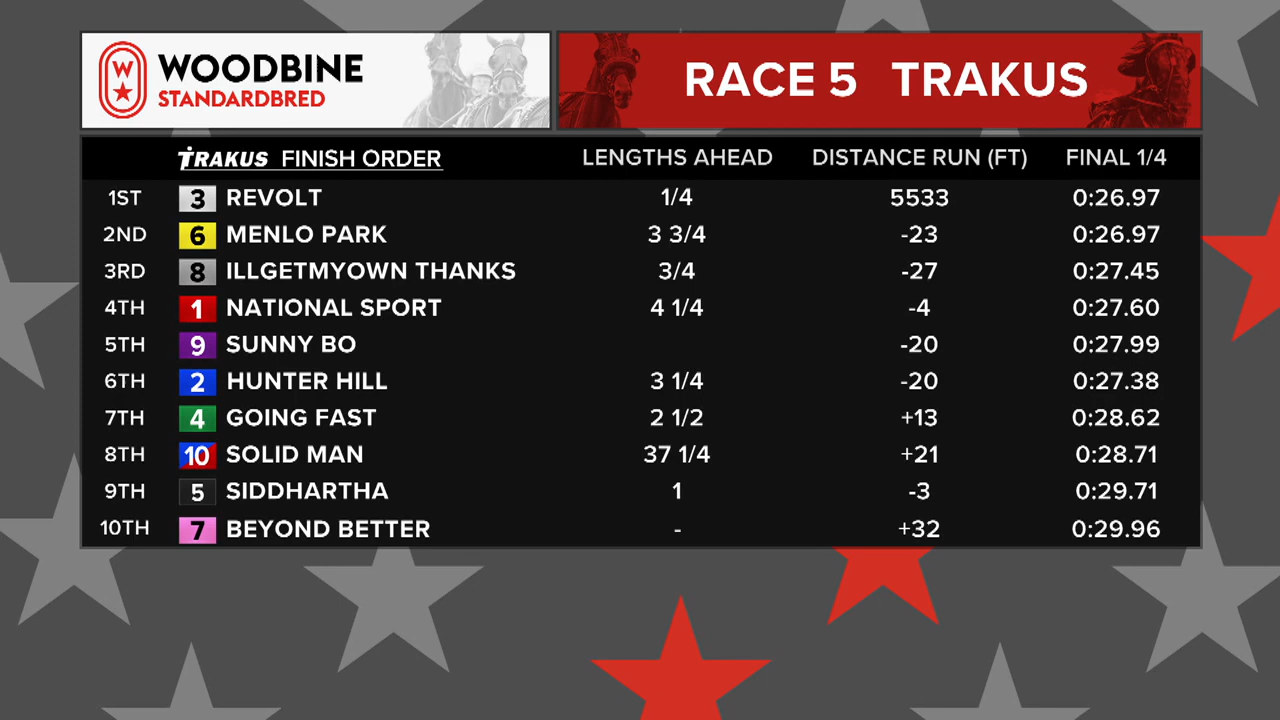 W
WOODBINE
STANDARDBRED
RACE 5 TRAKUS
TRAKUS FINISH ORDER LENGTHS AHEAD DISTANCE RUN (FT) FINAL 1/4
1ST 3 REVOLT 1/4 5533 0:26.97
2ND 6 MENLO PARK 3 3/4 -23 0:26.97
3RD 8 ILLGETMYOWN THANKS 3/4 -27 0:27.45
4TH 1 NATIONAL SPORT 4 1/4 -4 0:27.60
5TH 9 SUNNY BO -20 0:27.99
6TH 2 HUNTER HILL 3 1/4 -20 0:27.38
7TH 4 GOING FAST 2 1/2 +13 0:28.62
8TH 10 SOLID MAN 37 1/4 +21 0:28.71
9TH 5 SIDDHARTHA 1 -3 0:29.71
10TH 7 BEYOND BETTER - +32 0:29.96